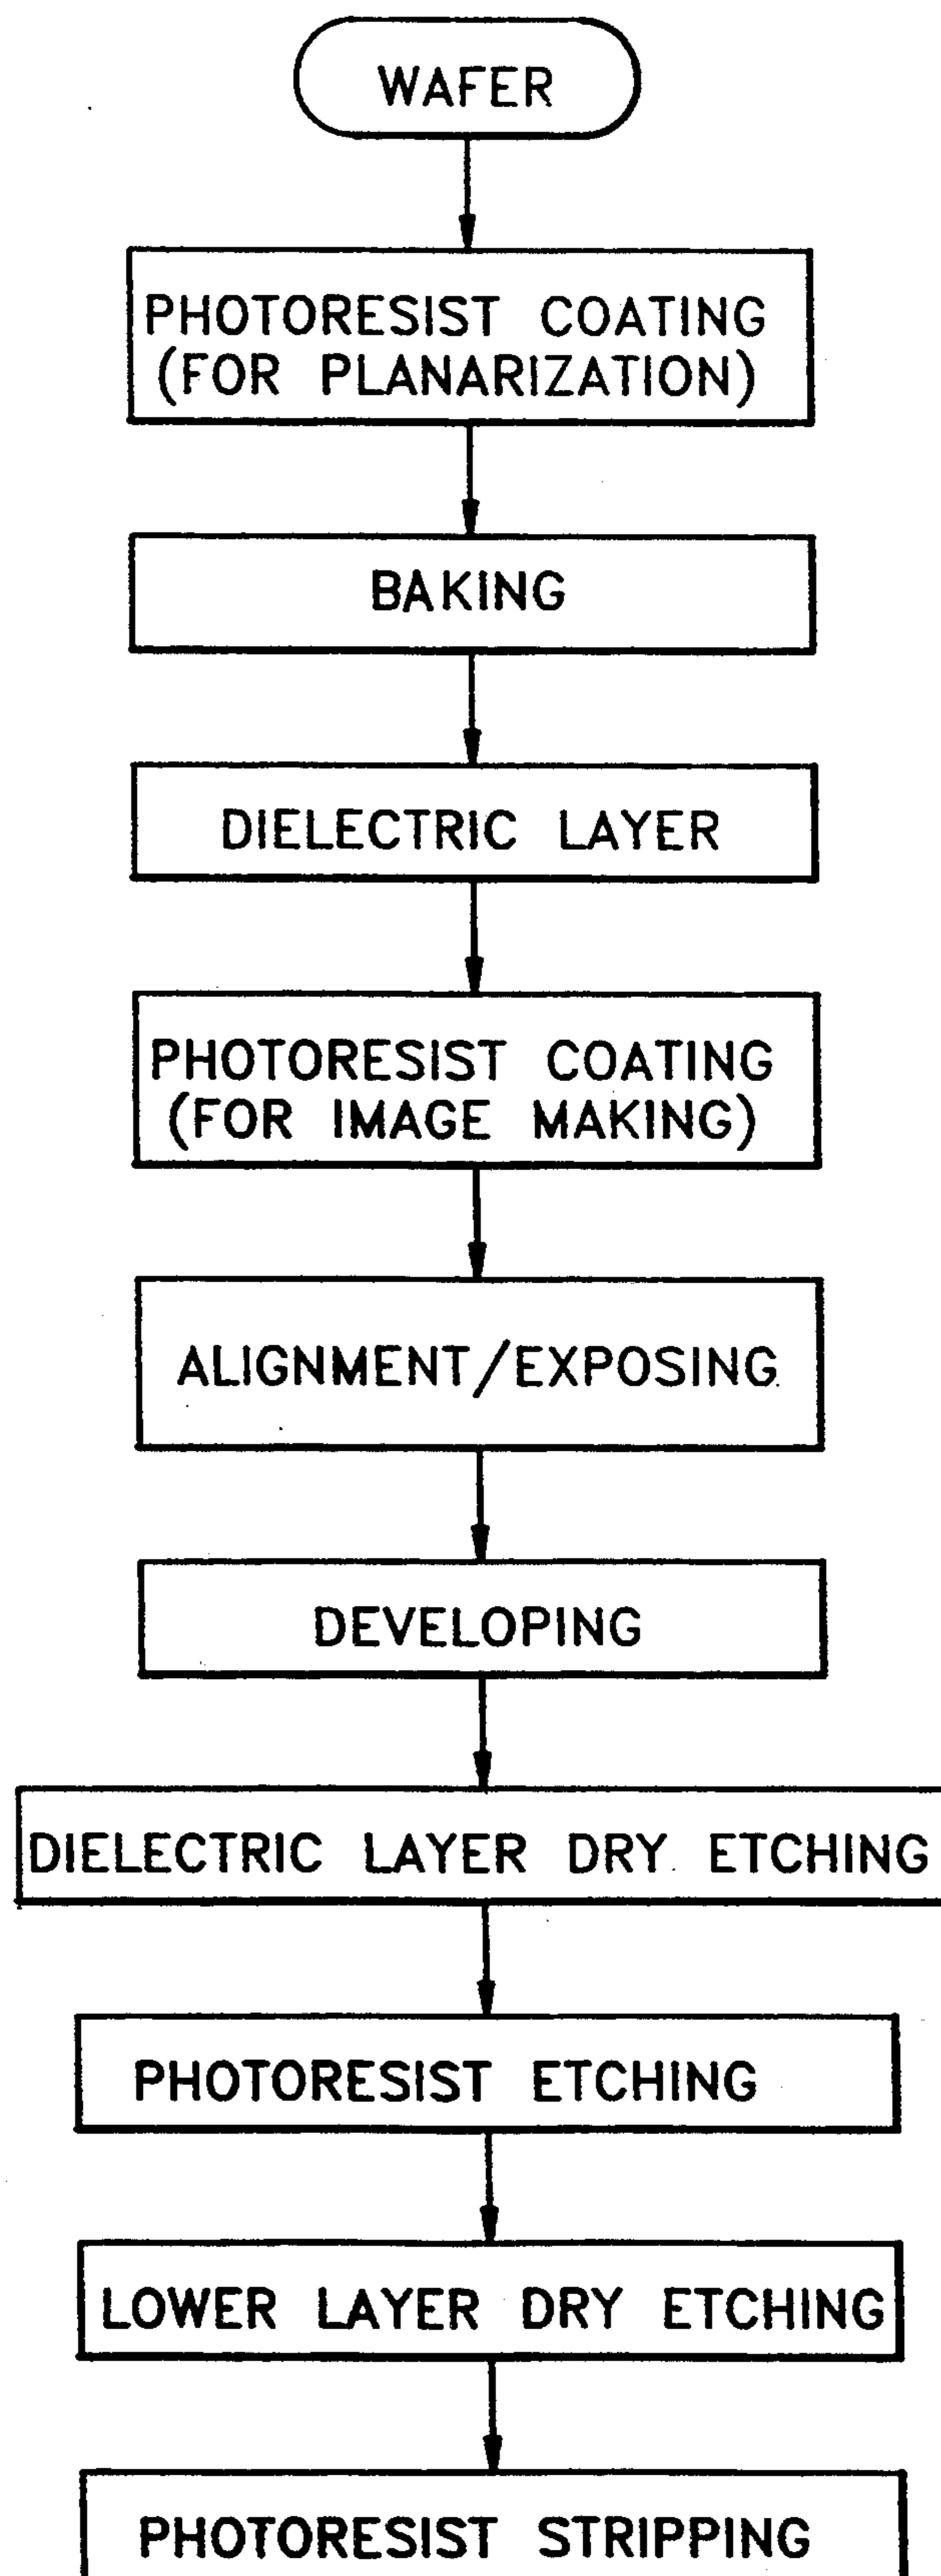 WAFER
PHOTORESIST COATING
(FOR PLANARIZATION)
BAKING
DIELECTRIC LAYER
PHOTORESIST COATING
(FOR IMAGE MAKING)
ALIGNMENT/EXPOSING
DEVELOPING
DIELECTRIC LAYER DRY ETCHING
PHOTORESIST ETCHING
LOWER LAYER DRY ETCHING
PHOTORESIST STRIPPING